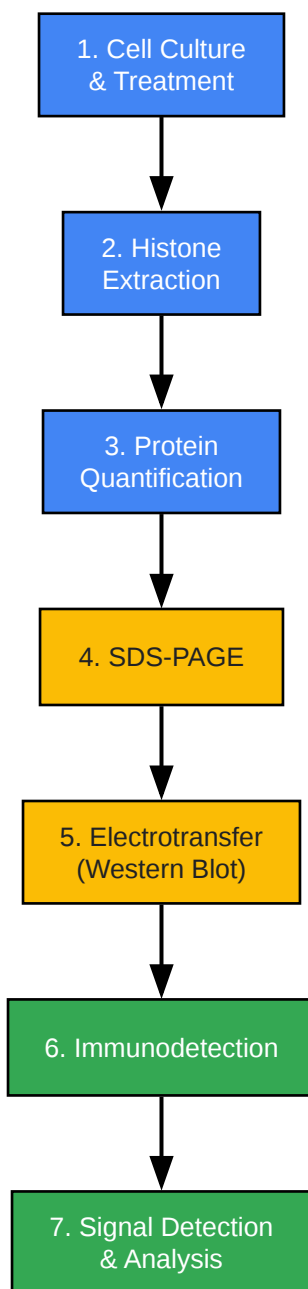 1. Cell Culture
& Treatment
2. Histone
Extraction
3. Protein
Quantification
4. SDS-PAGE
5. Electrotransfer
(Western Blot)
6. Immunodetection
7. Signal Detection
& Analysis